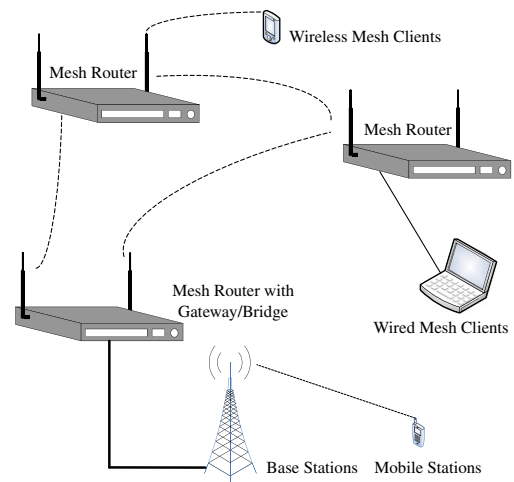 Wireless Mesh Clients
Mesh Router
Mesh Router
Mesh Router with
Gateway/Bridge
Wired Mesh Clients
Base Stations
Mobile Stations